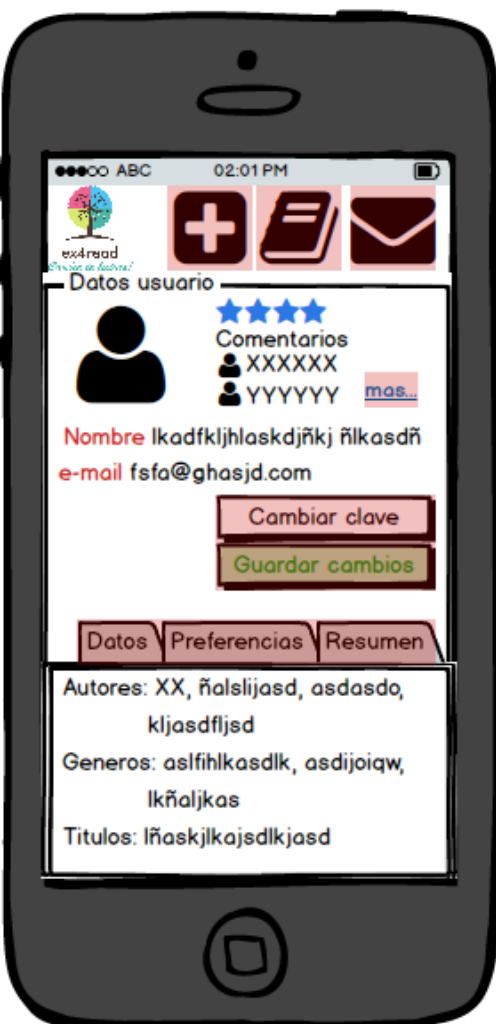 ABC 02:01 PM
ex4read
Datos usuario
Comentarios
XXXXXX
YYYYYY mas...
Nombre lkadfkljhlaskdjñkj ñlkasdñ
e-mail fsfa@ghasjd.com
Cambiar clave
Guardar cambios
Datos Preferencias Resumen
Autores: XX, ñalslijasd, asdasdo,
kljasdfljsd
Generos: aslfihlkasdlk, asdijoiqw,
lkñaljkas
Titulos: lñaskjlkajsdlkjasd